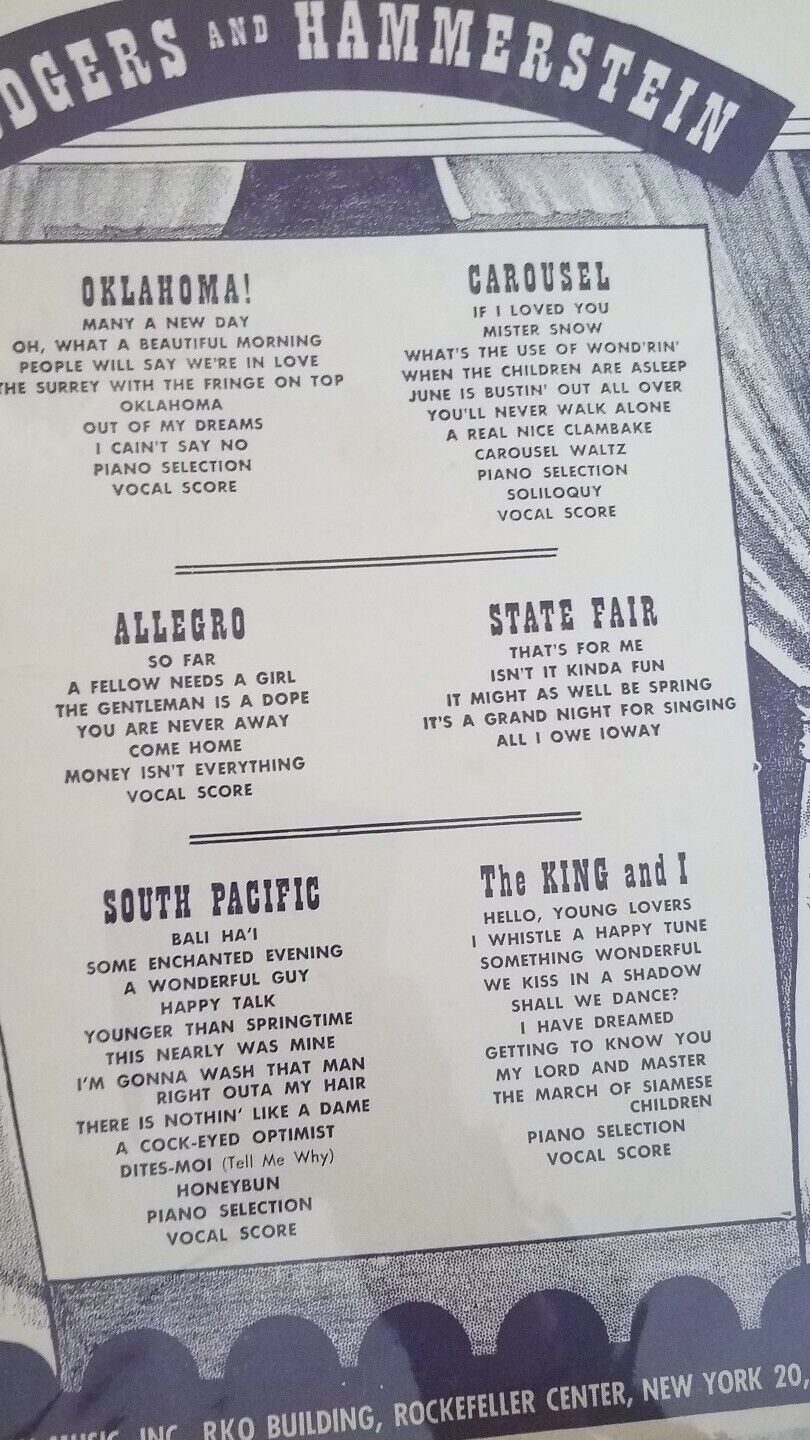 DGERS AND HAMMERSTEIN
OKLAHOMA!
MANY A NEW DAY
OH, WHAT A BEAUTIFUL MORNING
PEOPLE WILL SAY WE'RE IN LOVE
THE SURREY WITH THE FRINGE ON TOP
OKLAHOMA
OUT OF MY DREAMS
I CAIN'T SAY NO
PIANO SELECTION
VOCAL SCORE
CAROUSEL
IF I LOVED YOU
MISTER SNOW
WHAT'S THE USE OF WOND'RIN'
WHEN THE CHILDREN ARE ASLEEP
JUNE IS BUSTIN' OUT ALL OVER
YOU'LL NEVER WALK ALONE
A REAL NICE CLAMBAKE
CAROUSEL WALTZ
PIANO SELECTION
SOLILOQUY
VOCAL SCORE
ALLEGRO
SO FAR
A FELLOW NEEDS A GIRL
THE GENTLEMAN IS A DOPE
YOU ARE NEVER AWAY
COME HOME
MONEY ISN'T EVERYTHING
VOCAL SCORE
STATE FAIR
THAT'S FOR ME
ISN'T IT KINDA FUN
IT MIGHT AS WELL BE SPRING
IT'S A GRAND NIGHT FOR SINGING
ALL I OWE IOWAY
SOUTH PACIFIC
BALI HA'I
SOME ENCHANTED EVENING
A WONDERFUL GUY
HAPPY TALK
YOUNGER THAN SPRINGTIME
THIS NEARLY WAS MINE
I'M GONNA WASH THAT MAN
RIGHT OUTA MY HAIR
THERE IS NOTHIN' LIKE A DAME
A COCK-EYED OPTIMIST
DITES-MOI (Tell Me Why)
HONEYBUN
PIANO SELECTION
VOCAL SCORE
The KING and I
HELLO, YOUNG LOVERS
I WHISTLE A HAPPY TUNE
SOMETHING WONDERFUL
WE KISS IN A SHADOW
SHALL WE DANCE?
I HAVE DREAMED
GETTING TO KNOW YOU
MY LORD AND MASTER
THE MARCH OF SIAMESE
CHILDREN
PIANO SELECTION
VOCAL SCORE
MUSIC, INC. RKO BUILDING, ROCKEFELLER CENTER, NEW YORK 20,